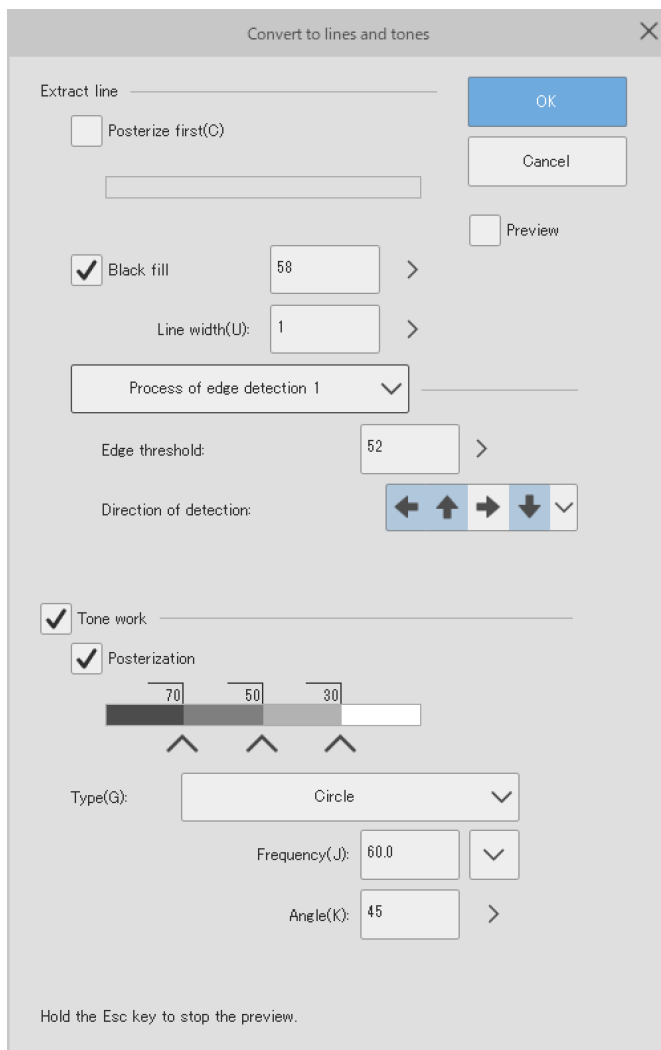 Convert to lines and tones
Extract line
OK
Posterize first(C)
Cancel
Preview
Black fill 58
Line width(U): 1
Process of edge detection 1
Edge threshold: 52
Direction of detection:
Tone work
Posterization
70 50 30
Type(G): Circle
Frequency(J): 60.0
Angle(K): 45
Hold the Esc key to stop the preview.